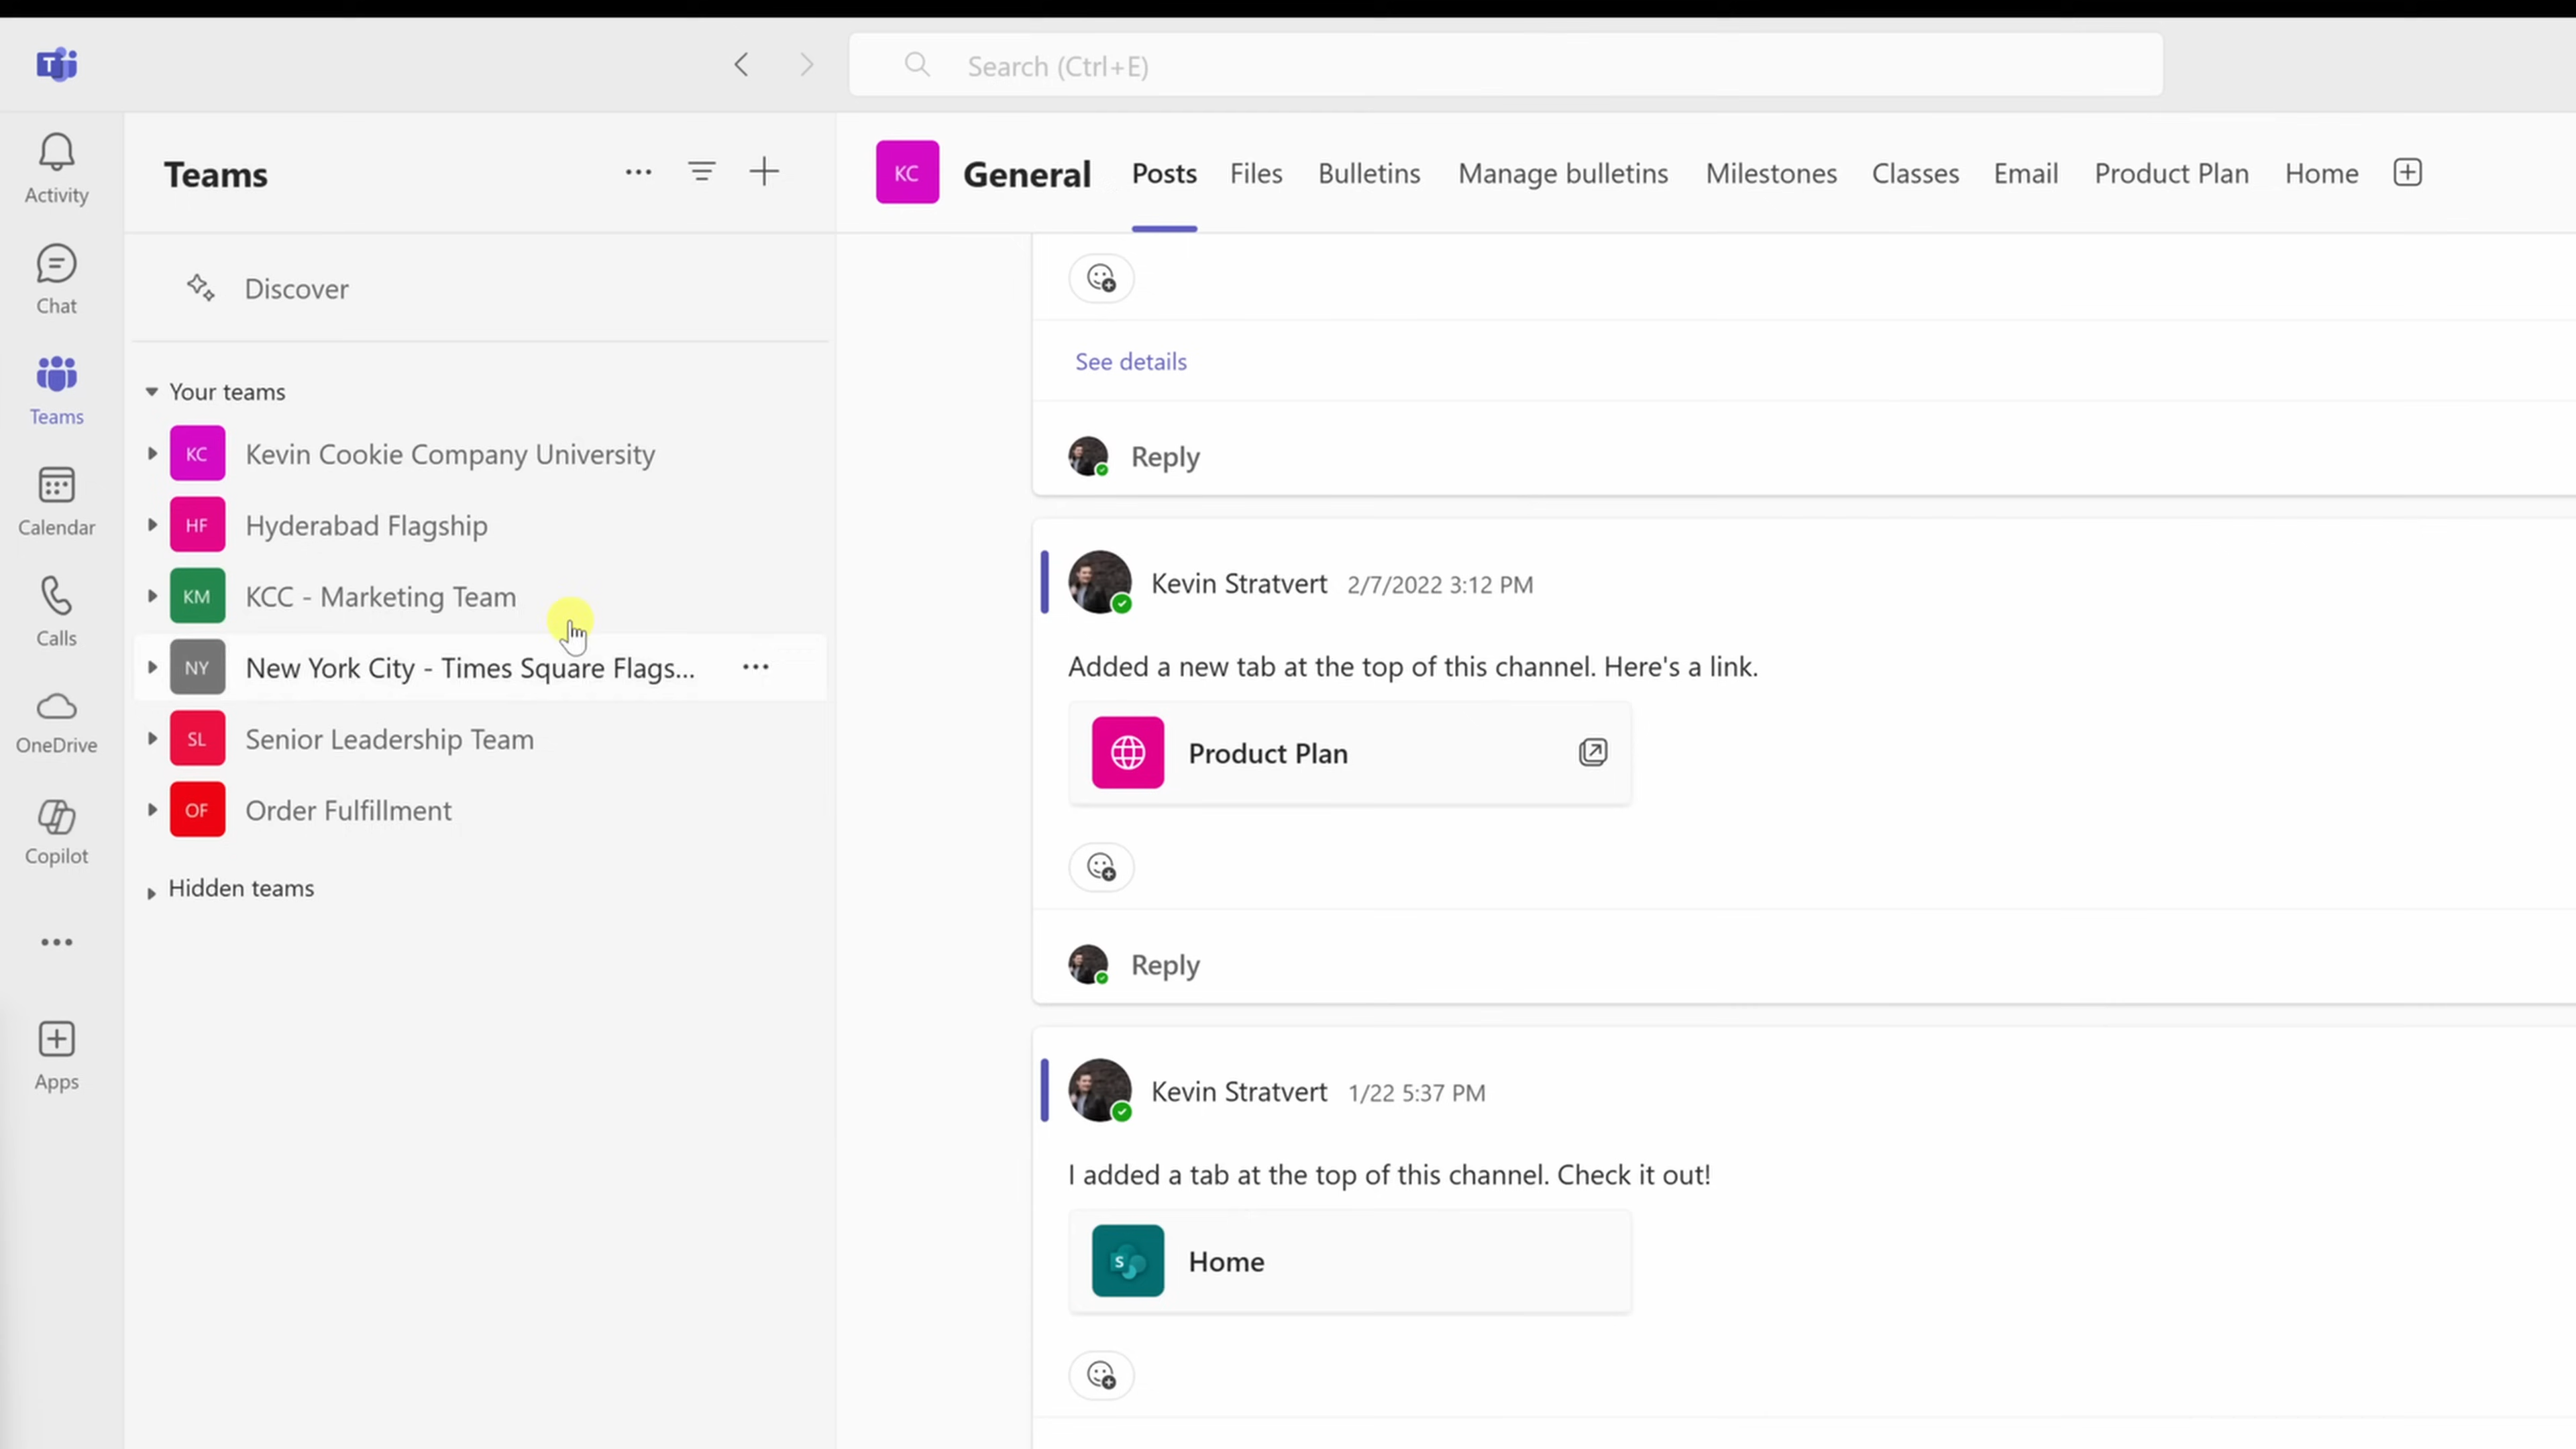 T
Search (Ctrl+E)
Activity
Chat
Teams
Calendar
Calls
OneDrive
Copilot
Apps
Teams
Discover
Your teams
KC Kevin Cookie Company University
HF Hyderabad Flagship
KM KCC - Marketing Team
NY New York City - Times Square Flags...
SL Senior Leadership Team
OF Order Fulfillment
Hidden teams
KC General Posts Files Bulletins Manage bulletins Milestones Classes Email Product Plan Home
See details
Reply
Kevin Stratvert 2/7/2022 3:12 PM
Added a new tab at the top of this channel. Here's a link.
Product Plan
Reply
Kevin Stratvert 1/22 5:37 PM
I added a tab at the top of this channel. Check it out!
S Home